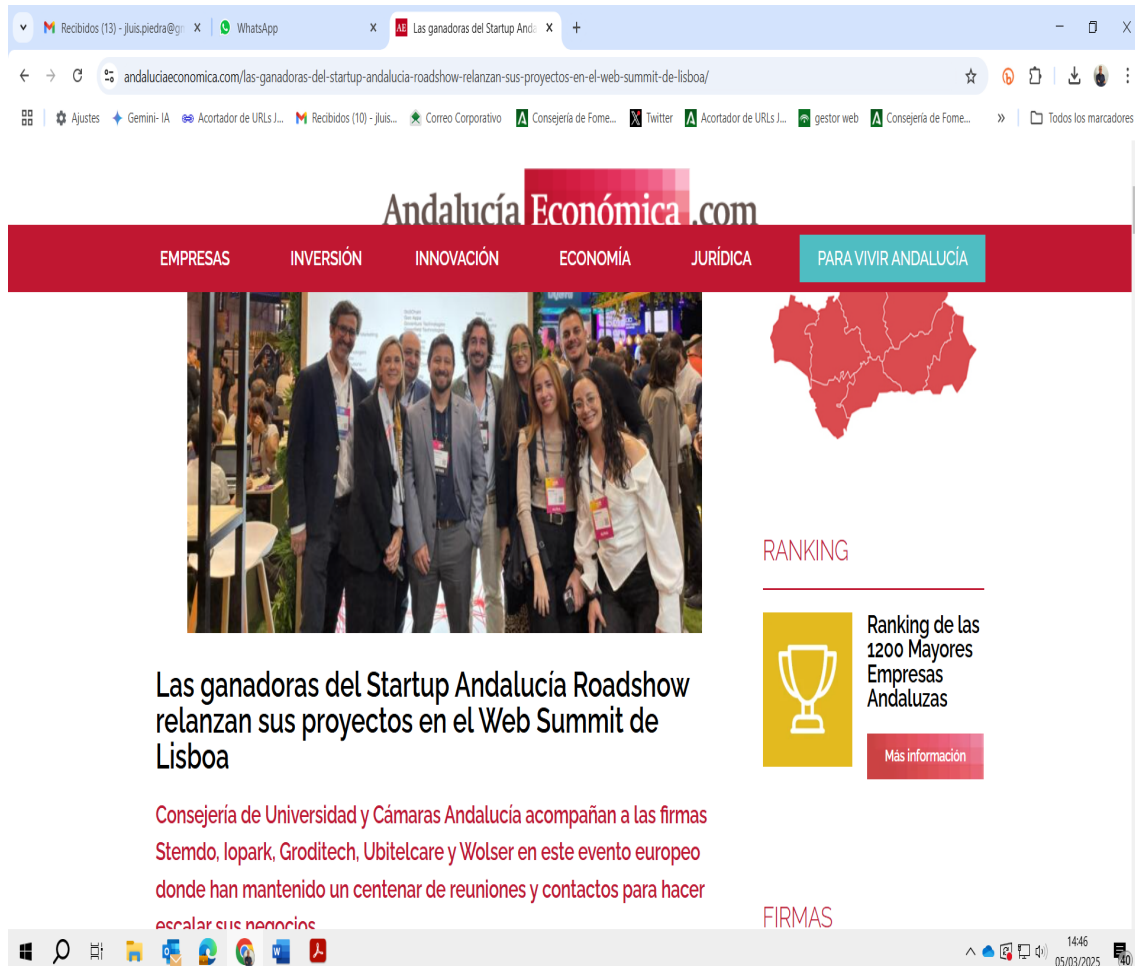 Recibidos (13) - jluis.piedra@gm
WhatsApp
AE Las ganadoras del Startup Anda
andaluciaeconomica.com/las-ganadoras-del-startup-andalucia-roadshow-relanzan-sus-proyectos-en-el-web-summit-de-lisboa/
Ajustes
Gemini- IA
Acortador de URLs J...
Recibidos (10) - jluis...
Correo Corporativo
Consejería de Fome...
Twitter
Acortador de URLs J...
gestor web
Consejería de Fome...
»
Todos los marcadores
Andalucía Económica .com
EMPRESAS
INVERSIÓN
INNOVACIÓN
ECONOMÍA
JURÍDICA
PARA VIVIR ANDALUCÍA
Las ganadoras del Startup Andalucía Roadshow
relanzan sus proyectos en el Web Summit de
Lisboa
Consejería de Universidad y Cámaras Andalucía acompañan a las firmas
Stemdo, Iopark, Groditech, Ubitelcare y Wolser en este evento europeo
donde han mantenido un centenar de reuniones y contactos para hacer
escalar sus negocios
RANKING
Ranking de las
1200 Mayores
Empresas
Andaluzas
Más información
FIRMAS
14:46
05/03/2025
40